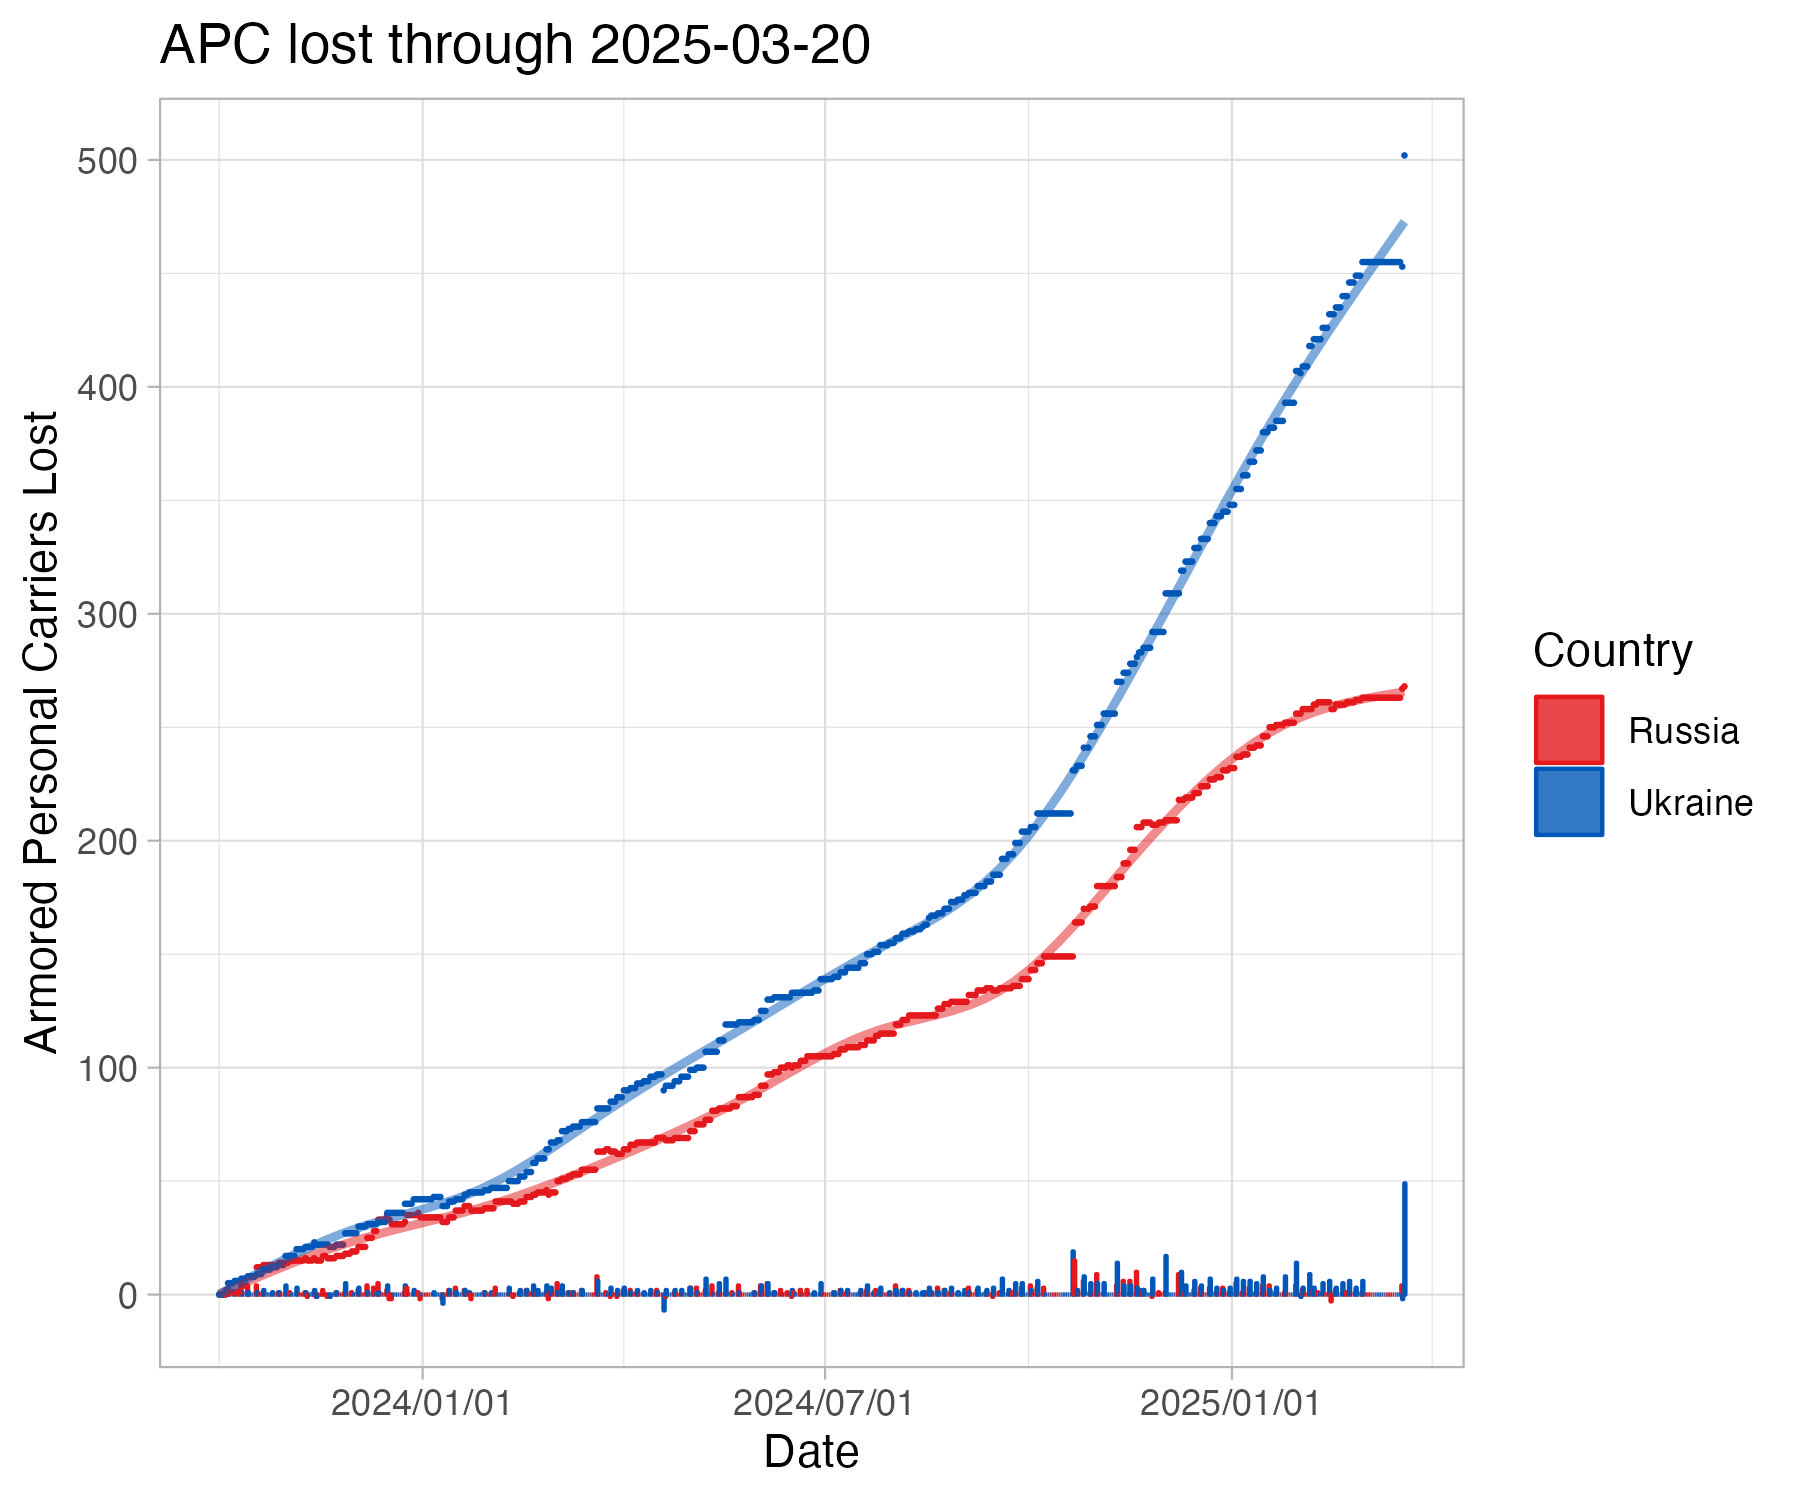 APC lost through 2025-03-20
Armored Personal Carriers Lost
500
400
300
200
100
0
2024/01/01
2024/07/01
2025/01/01
Date
Country
Russia
Ukraine